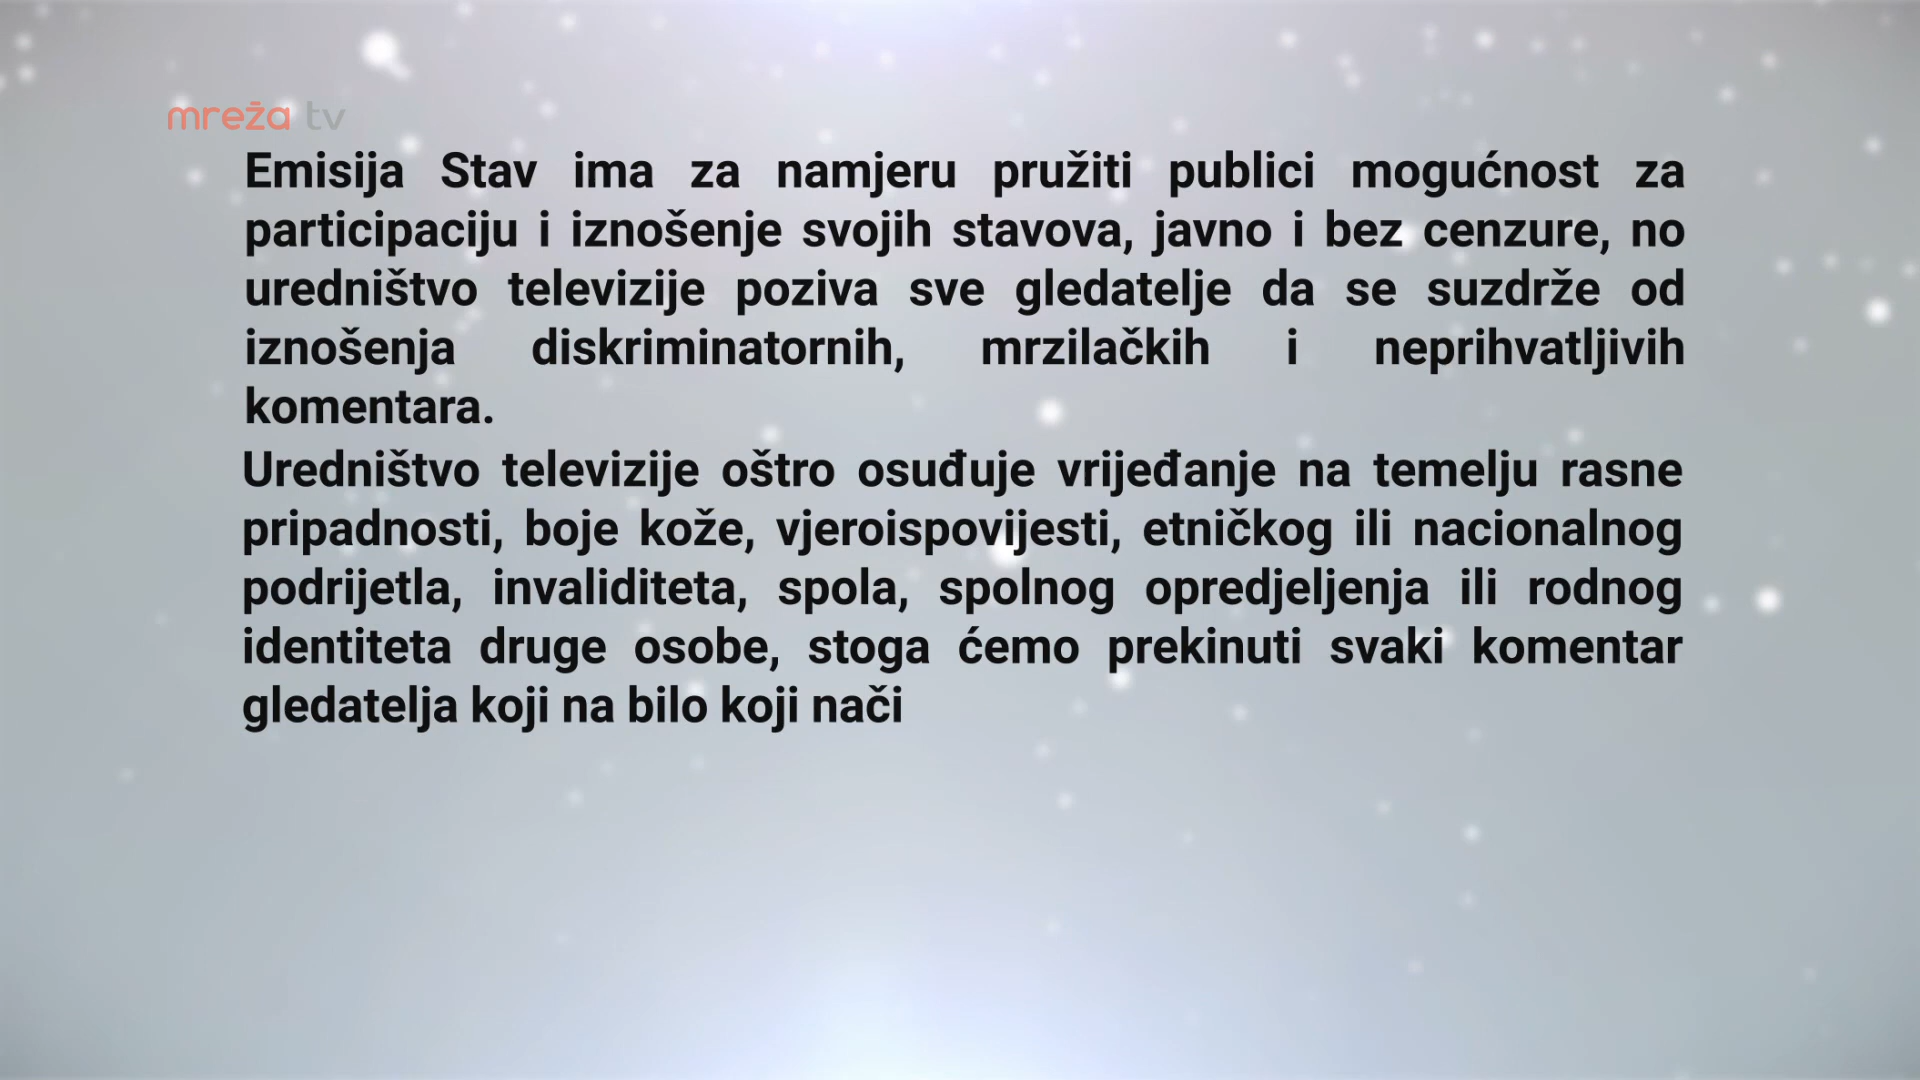 mreža tv
Emisija Stav ima za namjeru pružiti publici mogućnost za
participaciju i iznošenje svojih stavova, javno i bez cenzure, no
uredništvo televizije poziva sve gledatelje da se suzdrže od
iznošenja diskriminatornih, mrzilačkih i neprihvatljivih
komentara.
Uredništvo televizije oštro osuđuje vrijeđanje na temelju rasne
pripadnosti, boje kože, vjeroispovijesti, etničkog ili nacionalnog
podrijetla, invaliditeta, spola, spolnog opredjeljenja ili rodnog
identiteta druge osobe, stoga ćemo prekinuti svaki komentar
gledatelja koji na bilo koji nači